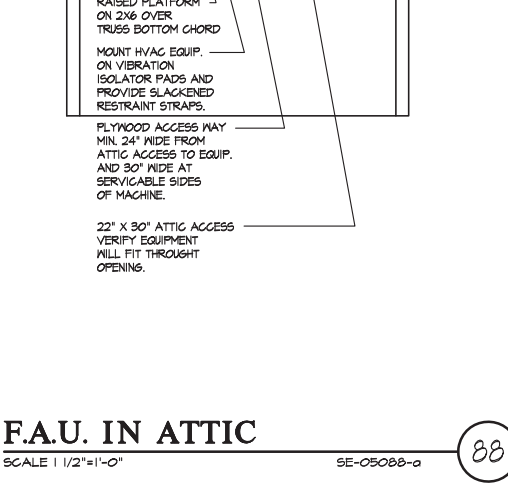 RAISED PLATFORM
ON 2X6 OVER
TRUSS BOTTOM CHORD
MOUNT HVAC EQUIP.
ON VIBRATION
ISOLATOR PADS AND
PROVIDE SLACKENED
RESTRAINT STRAPS.
PLYWOOD ACCESS WAY
MIN. 24" WIDE FROM
ATTIC ACCESS TO EQUIP.
AND 30" WIDE AT
SERVICABLE SIDES
OF MACHINE.
22" X 30" ATTIC ACCESS
VERIFY EQUIPMENT
WILL FIT THROUGHT
OPENING.
F.A.U. IN ATTIC
SCALE 1 1/2"=1'-0" SE-05088-a
88